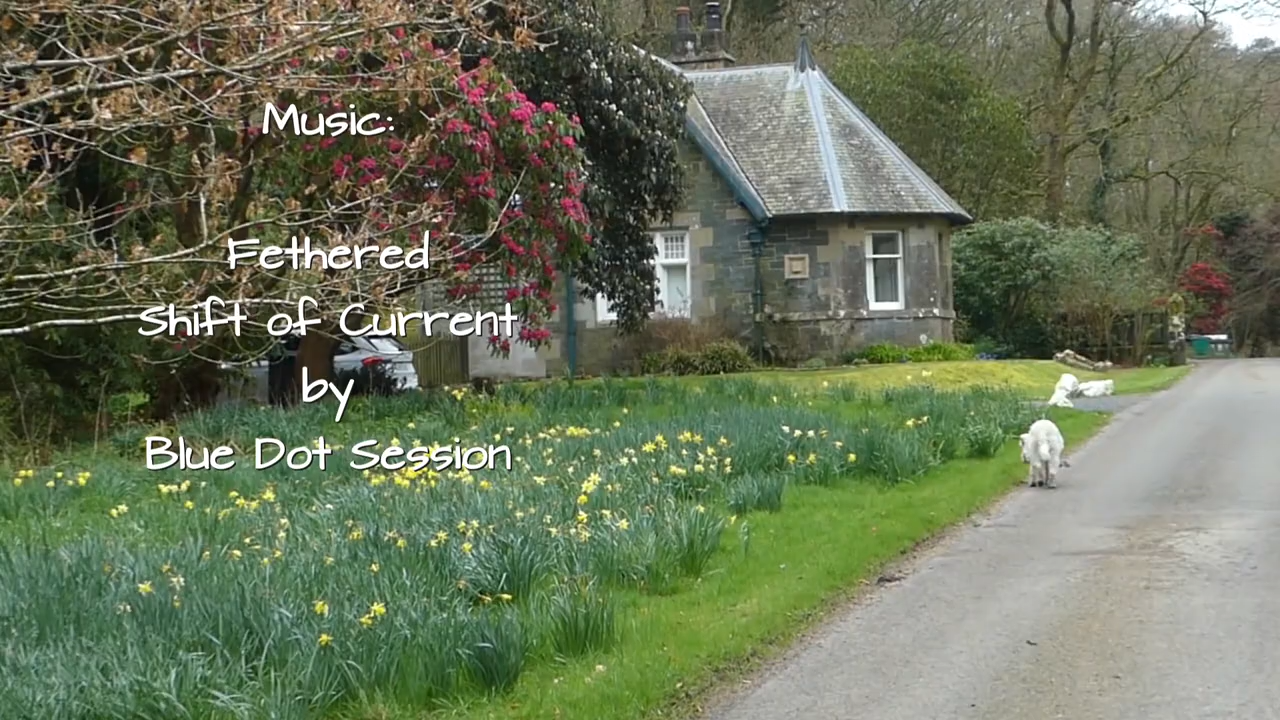 Music:
Fethered
Shift of Current
by
Blue Dot Session